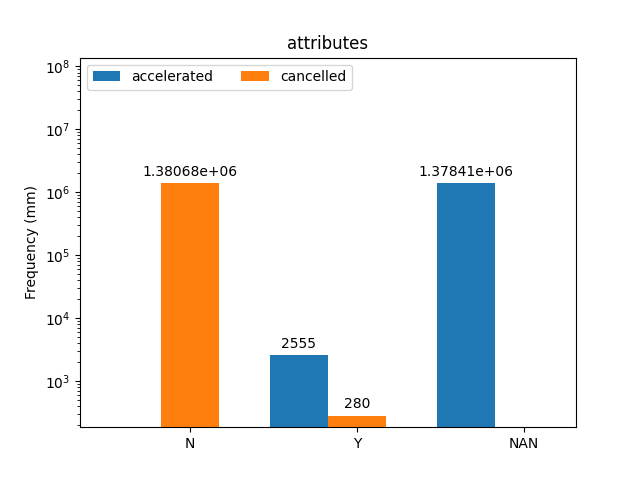 attributes
accelerated cancelled
10⁸
10⁷
10⁶
10⁵
10⁴
10³
Frequency (mm)
1.38068e+06
2555
280
1.37841e+06
N Y NAN